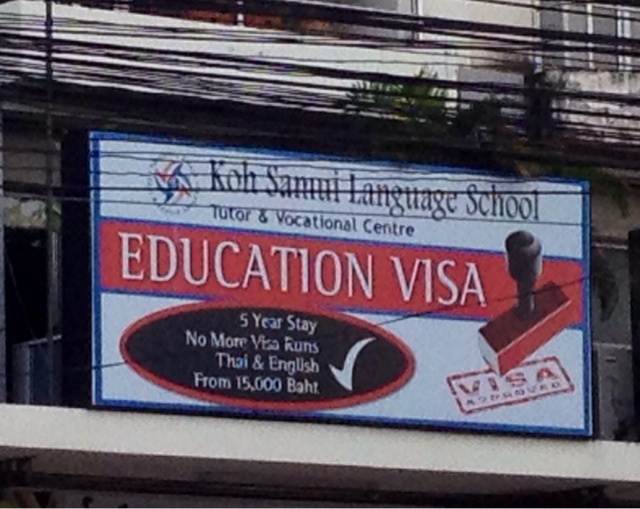 Koh Samui Language School
Tutor & Vocational Centre
EDUCATION VISA
5 Year Stay
No More Visa Runs
Thai & English
From 15,000 Baht
VISA
APPROVED